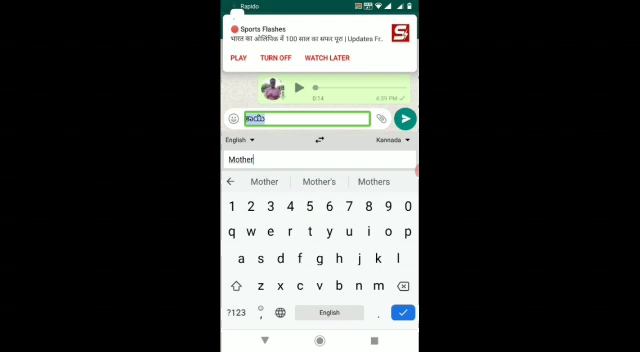 Rapido
Sports Flashes
भारत का ओलंपिक में 100 साल का सफर पूरा | Updates Fr..
PLAY TURN OFF WATCH LATER
0:14 4:39 PM
ತಾಯಿ
English Kannada
Mother
Mother Mother's Mothers
1 2 3 4 5 6 7 8 9 0
q w e r t y u i o p
a s d f g h j k l
z x c v b n m
?123 , English .